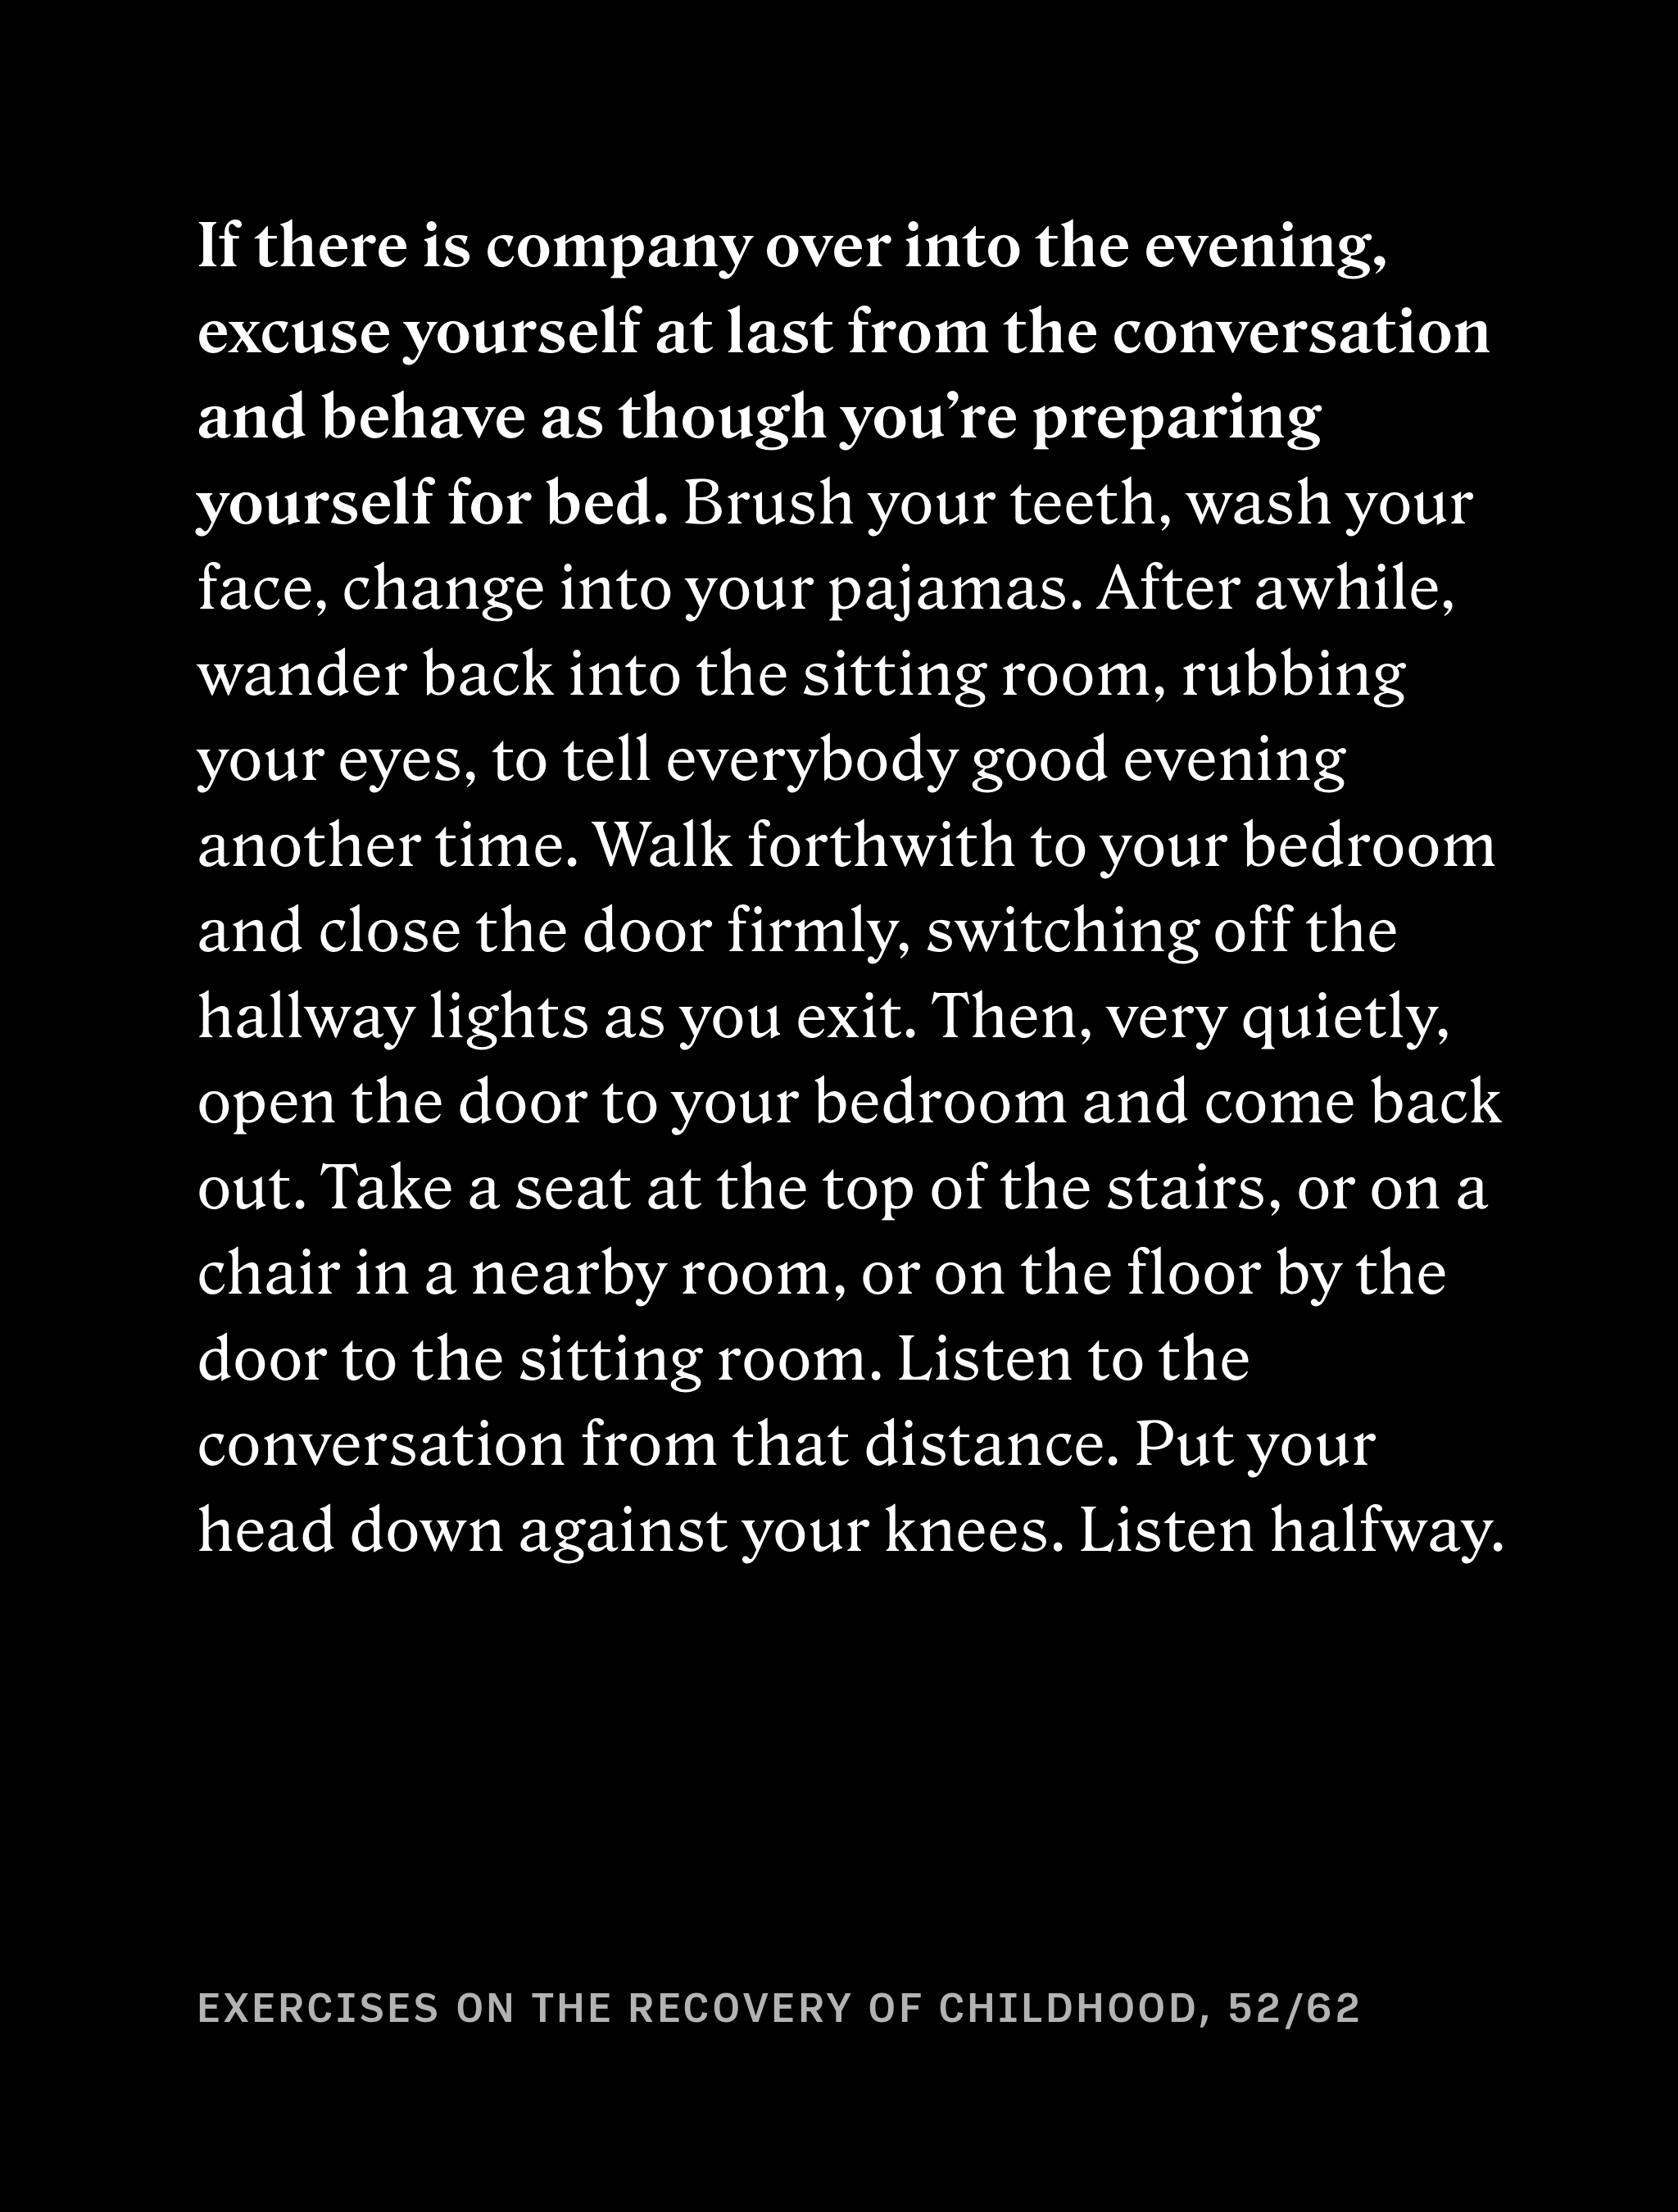 If there is company over into the evening,
excuse yourself at last from the conversation
and behave as though you’re preparing
yourself for bed. Brush your teeth, wash your
face, change into your pajamas. After awhile,
wander back into the sitting room, rubbing
your eyes, to tell everybody good evening
another time. Walk forthwith to your bedroom
and close the door firmly, switching off the
hallway lights as you exit. Then, very quietly,
open the door to your bedroom and come back
out. Take a seat at the top of the stairs, or on a
chair in a nearby room, or on the floor by the
door to the sitting room. Listen to the
conversation from that distance. Put your
head down against your knees. Listen halfway.
EXERCISES ON THE RECOVERY OF CHILDHOOD, 52/62